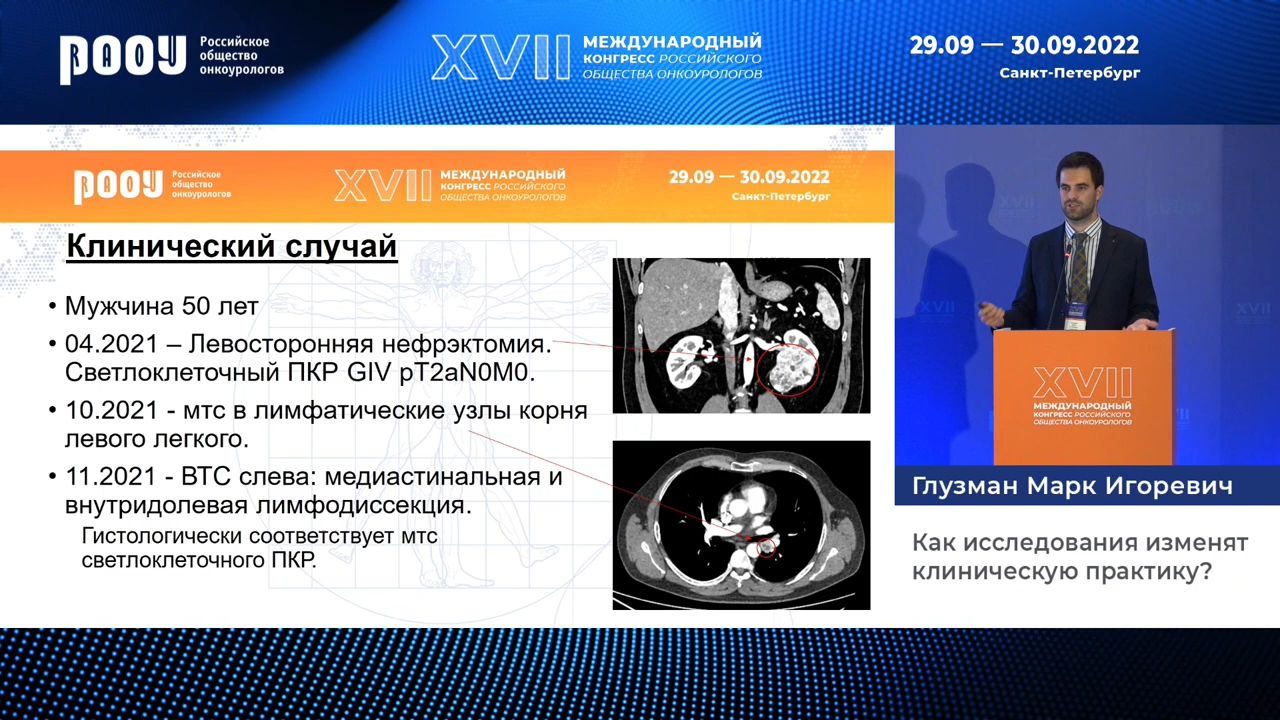 РАОУ
Российское
общество
онкоурологов
XVII
МЕЖДУНАРОДНЫЙ
КОНГРЕСС РОССИЙСКОГО
ОБЩЕСТВА ОНКОУРОЛОГОВ
29.09 — 30.09.2022
Санкт-Петербург
РАОУ
Российское
общество
онкоурологов
XVII
МЕЖДУНАРОДНЫЙ
КОНГРЕСС РОССИЙСКОГО
ОБЩЕСТВА ОНКОУРОЛОГОВ
29.09 — 30.09.2022
Санкт-Петербург
Клинический случай
• Мужчина 50 лет
• 04.2021 – Левосторонняя нефрэктомия.
Светлоклеточный ПКР GIV pT2aN0M0.
• 10.2021 - мтс в лимфатические узлы корня
левого легкого.
• 11.2021 - ВТС слева: медиастинальная и
внутридолевая лимфодиссекция.
Гистологически соответствует мтс
светлоклеточного ПКР.
XVII
МЕЖДУНАРОДНЫЙ
КОНГРЕСС РОССИЙСКОГО
ОБЩЕСТВА ОНКОУРОЛОГОВ
Глузман Марк Игоревич
Как исследования изменят
клиническую практику?